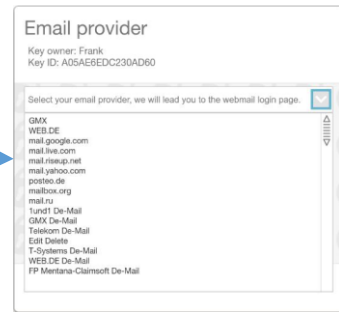 Email provider
Key owner: Frank
Key ID: A05AE6EDC230AD60
Select your email provider, we will lead you to the webmail login page.
GMX
WEB.DE
mail.google.com
mail.live.com
mail.riseup.net
mail.yahoo.com
posteo.de
mailbox.org
mail.ru
1und1 De-Mail
GMX De-Mail
Telekom De-Mail
Edit Delete
T-Systems De-Mail
WEB.DE De-Mail
FP Mentana-Claimsoft De-Mail